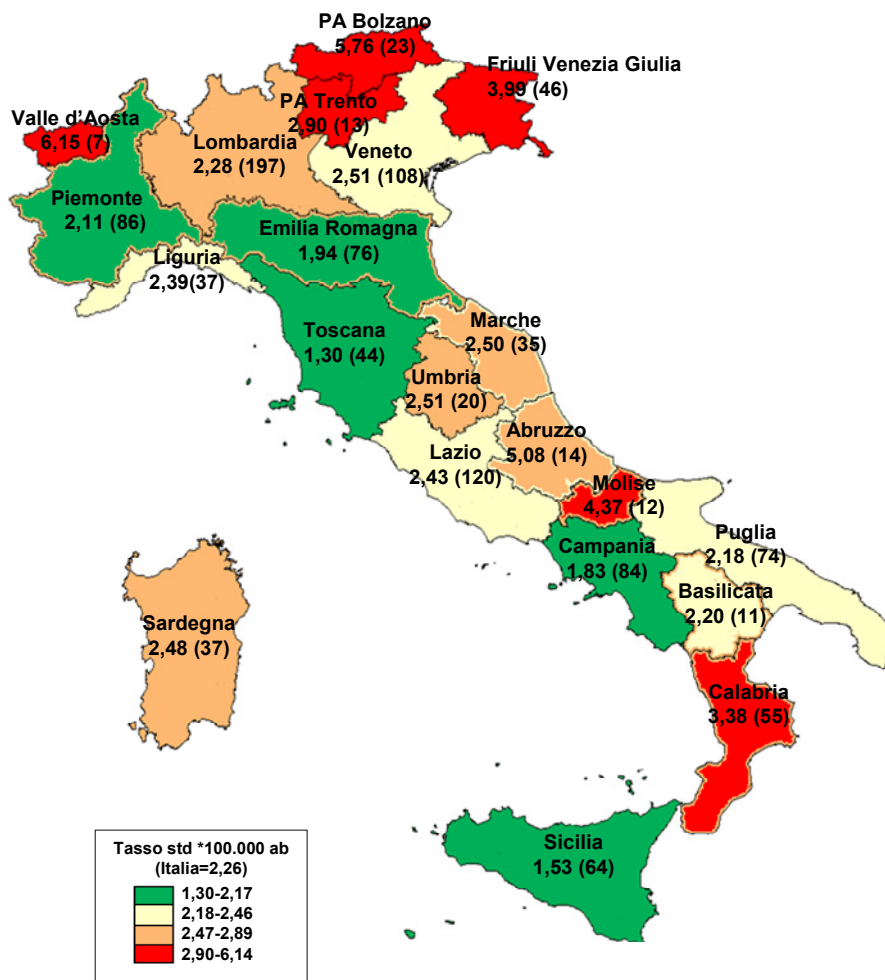 PA Bolzano
5,76 (23)
Friuli Venezia Giulia
3,99 (46)
PA Trento
2,90 (13)
Valle d'Aosta
6,15 (7)
Lombardia
2,28 (197)
Veneto
2,51 (108)
Piemonte
2,11 (86)
Emilia Romagna
1,94 (76)
Liguria
2,39(37)
Toscana
1,30 (44)
Marche
2,50 (35)
Umbria
2,51 (20)
Abruzzo
5,08 (14)
Lazio
2,43 (120)
Molise
4,37 (12)
Campania
1,83 (84)
Puglia
2,18 (74)
Basilicata
2,20 (11)
Sardegna
2,48 (37)
Calabria
3,38 (55)
Sicilia
1,53 (64)
Tasso std *100.000 ab
(Italia=2,26)
1,30-2,17
2,18-2,46
2,47-2,89
2,90-6,14